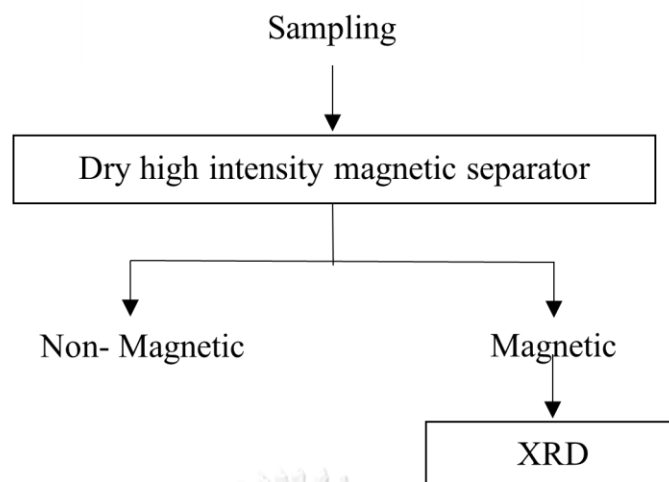 Sampling
Dry high intensity magnetic separator
Non- Magnetic
Magnetic
XRD